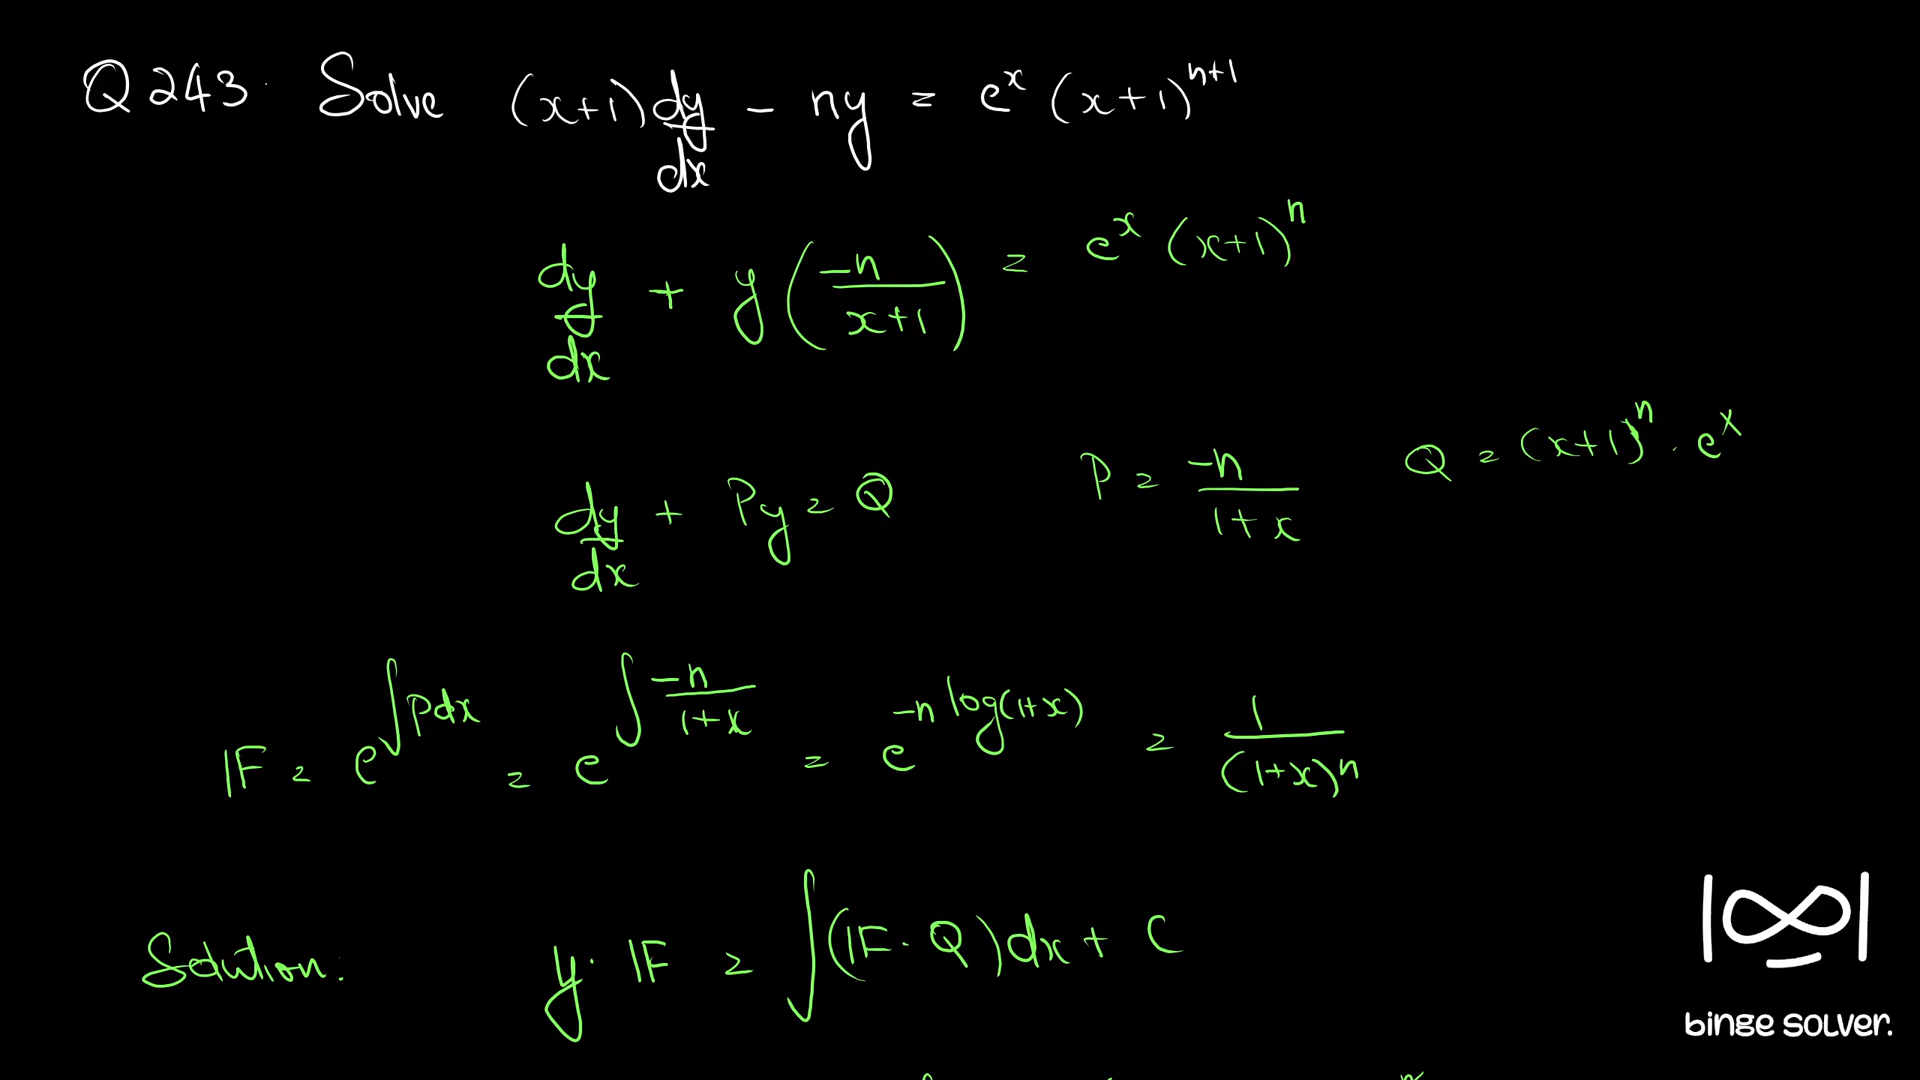 Q 243. Solve (x+1) dy/dx - ny = e^x (x+1)^{n+1}
dy/dx + y (-n/(x+1)) = e^x (x+1)^n
dy/dx + Py = Q    P = -n/(1+x)    Q = (x+1)^n . e^x
IF = e^{∫Pdx} = e^{∫ -n/(1+x)} = e^{-n log(1+x)} = 1/(1+x)^n
Solution: y. IF = ∫(IF. Q) dx + C
binge solver.